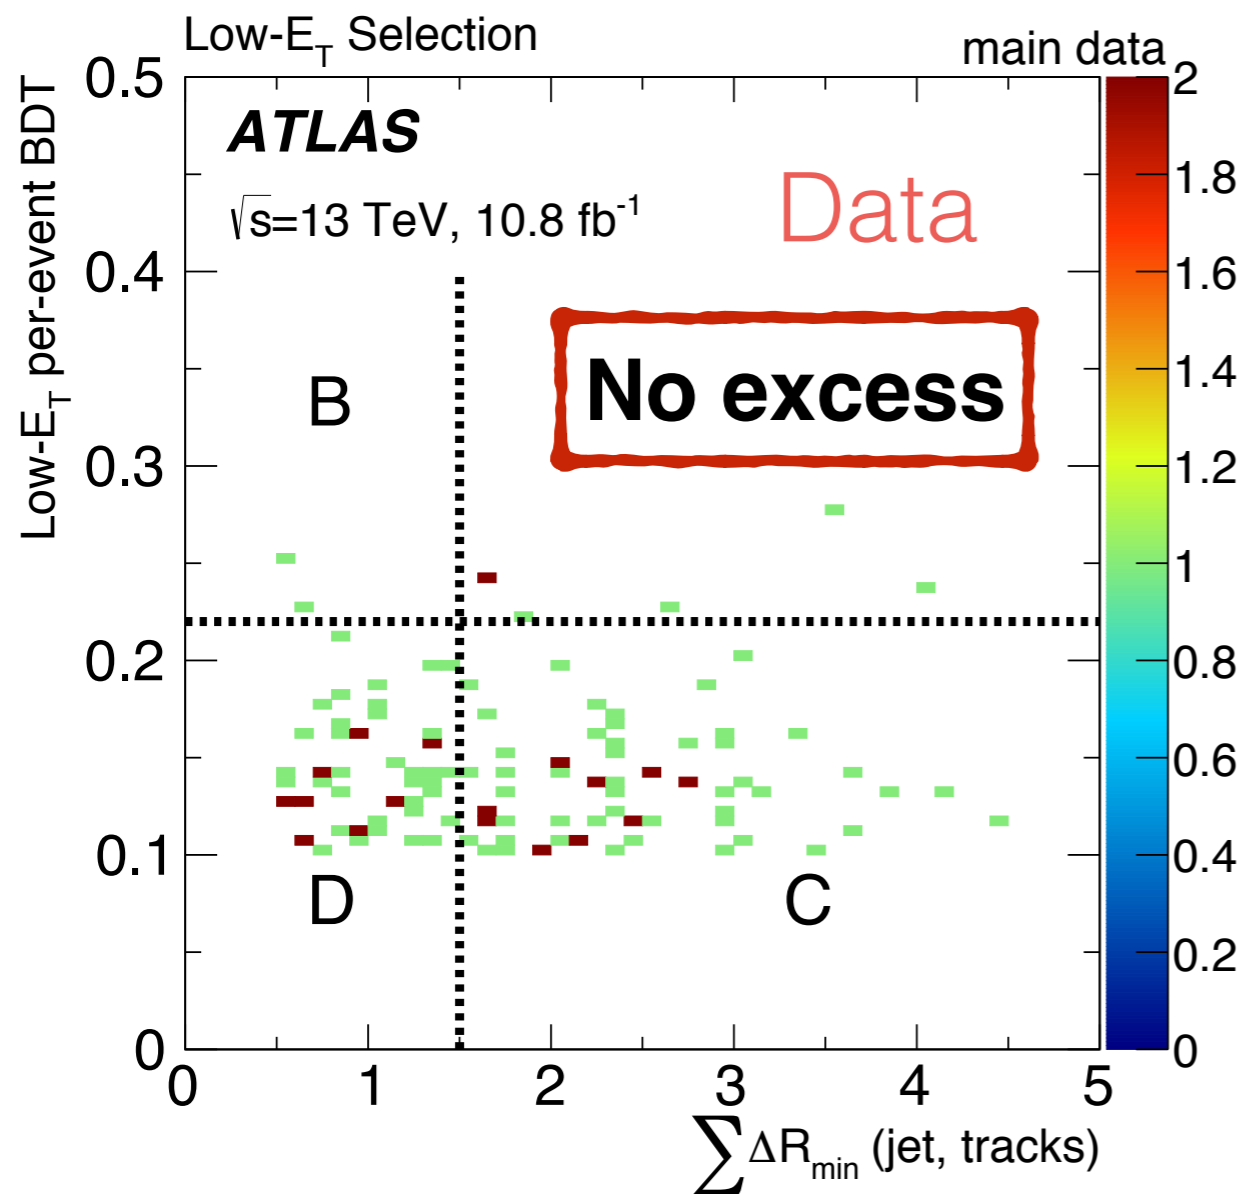 Low-E_T Selection
main data
ATLAS
√s=13 TeV, 10.8 fb⁻¹
Data
No excess
B
D
C
Low-E_T per-event BDT
0.5
0.4
0.3
0.2
0.1
0
0
1
2
3
4
5
∑ΔR_min (jet, tracks)
2
1.8
1.6
1.4
1.2
1
0.8
0.6
0.4
0.2
0